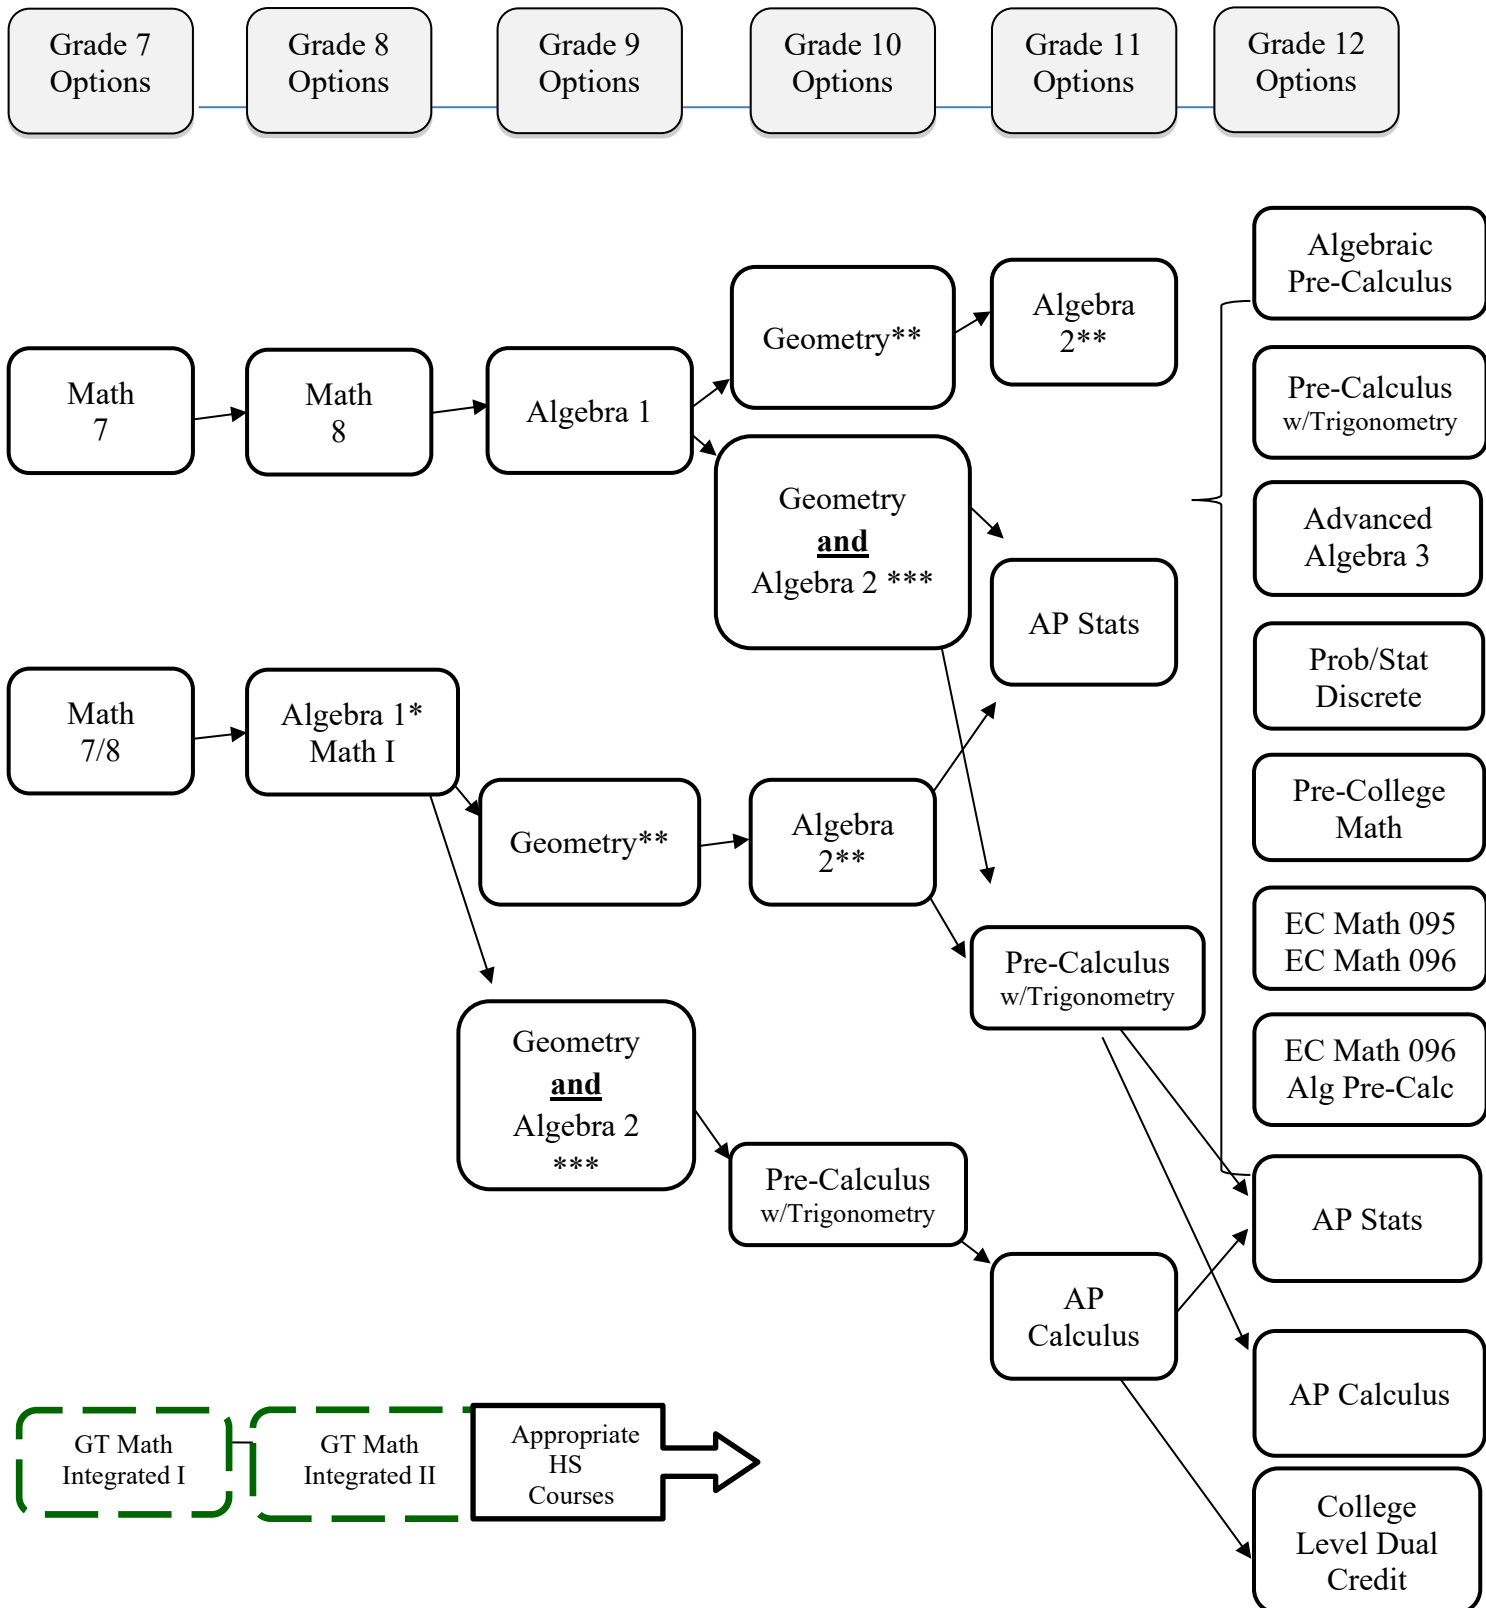 Grade 7
Options
Grade 8
Options
Grade 9
Options
Grade 10
Options
Grade 11
Options
Grade 12
Options
Math
7
Math
8
Algebra 1
Geometry**
Algebra
2**
Geometry
and
Algebra 2 ***
AP Stats
Math
7/8
Algebra 1*
Math I
Geometry**
Algebra
2**
Pre-Calculus
w/Trigonometry
Geometry
and
Algebra 2
***
Pre-Calculus
w/Trigonometry
AP
Calculus
Algebraic
Pre-Calculus
Pre-Calculus
w/Trigonometry
Advanced
Algebra 3
Prob/Stat
Discrete
Pre-College
Math
EC Math 095
EC Math 096
EC Math 096
Alg Pre-Calc
AP Stats
AP Calculus
College
Level Dual
Credit
GT Math
Integrated I
GT Math
Integrated II
Appropriate
HS
Courses